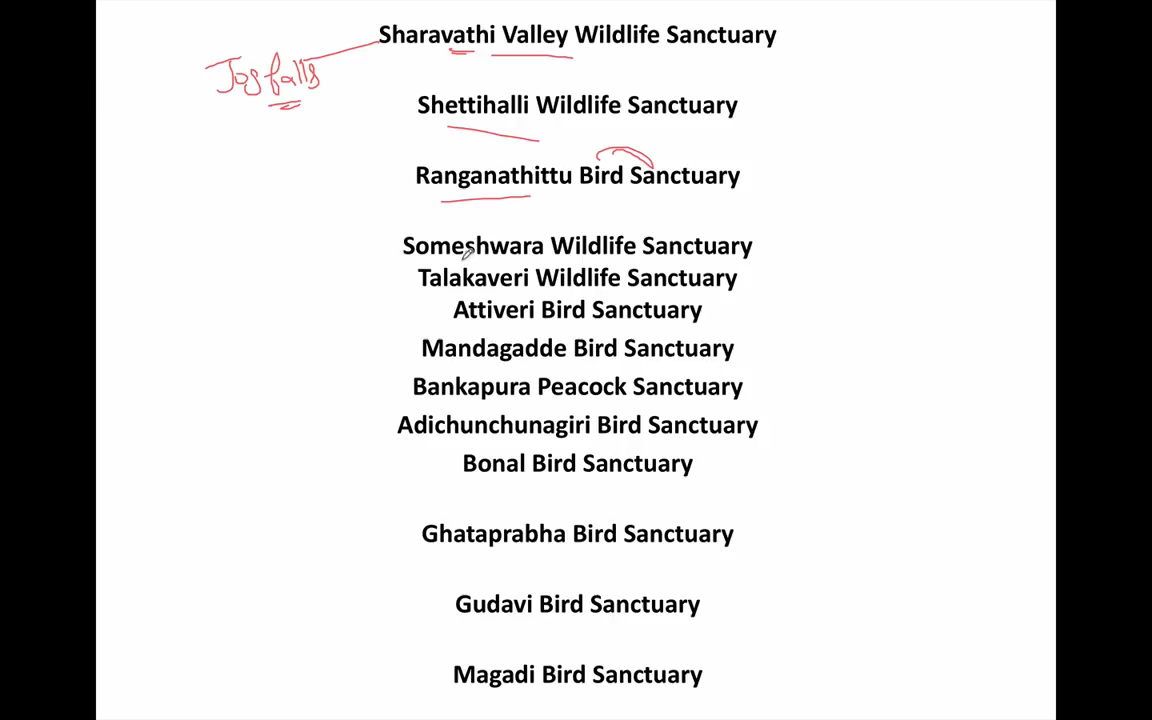 Sharavathi Valley Wildlife Sanctuary
Jog falls
Shettihalli Wildlife Sanctuary
Ranganathittu Bird Sanctuary
Someshwara Wildlife Sanctuary
Talakaveri Wildlife Sanctuary
Attiveri Bird Sanctuary
Mandagadde Bird Sanctuary
Bankapura Peacock Sanctuary
Adichunchunagiri Bird Sanctuary
Bonal Bird Sanctuary
Ghataprabha Bird Sanctuary
Gudavi Bird Sanctuary
Magadi Bird Sanctuary